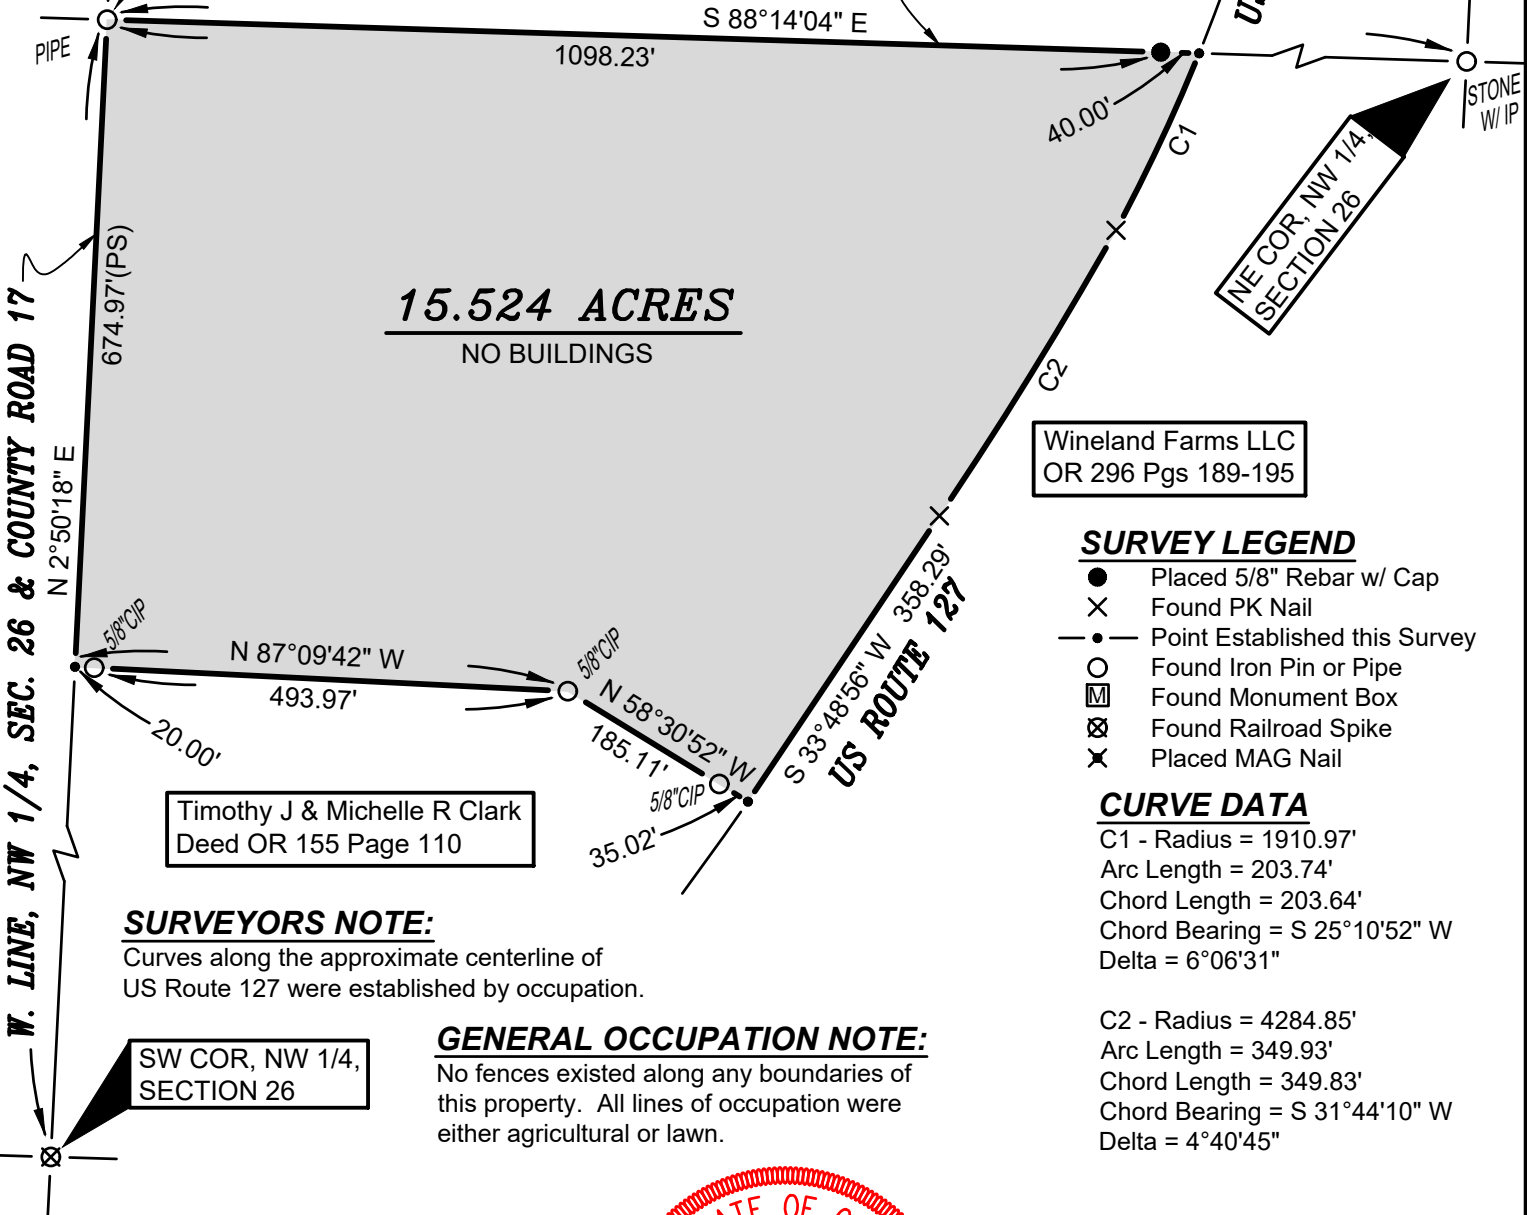 US
S 88°14'04" E
1098.23'
PIPE
40.00'
C1
STONE
W/ IP
NE COR, NW 1/4,
SECTION 26
674.97'(PS)
N 2°50'18" E
W. LINE, NW 1/4, SEC. 26 & COUNTY ROAD 17
15.524 ACRES
NO BUILDINGS
C2
Wineland Farms LLC
OR 296 Pgs 189-195
5/8"CIP
N 87°09'42" W
493.97'
20.00'
5/8"CIP
N 58°30'52" W
185.11'
5/8"CIP
35.02'
S 33°48'56" W 358.29'
US ROUTE 127
SURVEY LEGEND
Placed 5/8" Rebar w/ Cap
Found PK Nail
Point Established this Survey
Found Iron Pin or Pipe
M Found Monument Box
Found Railroad Spike
Placed MAG Nail
Timothy J & Michelle R Clark
Deed OR 155 Page 110
CURVE DATA
C1 - Radius = 1910.97'
Arc Length = 203.74'
Chord Length = 203.64'
Chord Bearing = S 25°10'52" W
Delta = 6°06'31"
C2 - Radius = 4284.85'
Arc Length = 349.93'
Chord Length = 349.83'
Chord Bearing = S 31°44'10" W
Delta = 4°40'45"
SURVEYORS NOTE:
Curves along the approximate centerline of
US Route 127 were established by occupation.
SW COR, NW 1/4,
SECTION 26
GENERAL OCCUPATION NOTE:
No fences existed along any boundaries of
this property. All lines of occupation were
either agricultural or lawn.
OF